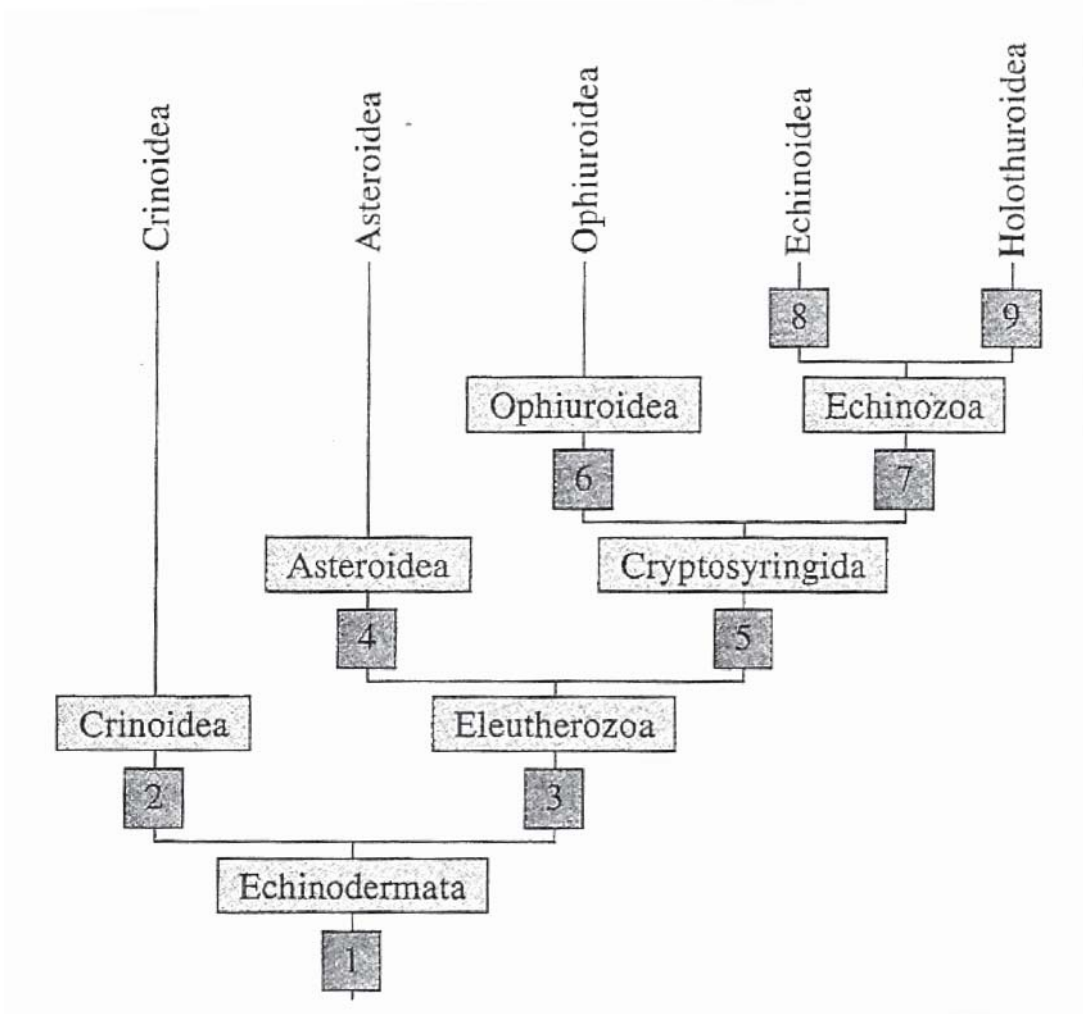 Crinoidea
Asteroidea
Ophiuroidea
Echinoidea
Holothuroidea
8
9
Ophiuroidea
Echinozoa
6
7
Asteroidea
Cryptosyringida
4
5
Crinoidea
Eleutherozoa
2
3
Echinodermata
1